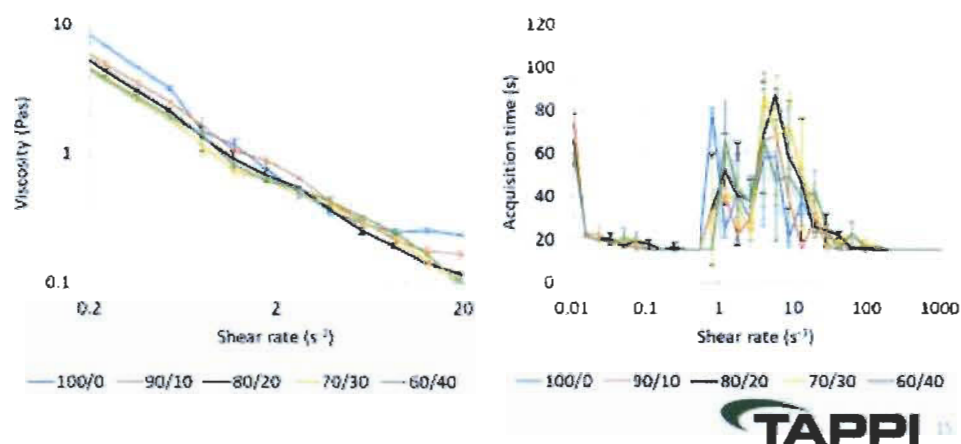 10
1
0.1
0.2
2
20
Viscosity (Pas)
Shear rate (s⁻¹)
100/0 90/10 80/20 70/30 60/40
120
100
80
60
40
20
0
0.01 0.1 1 10 100 1000
Acquisition time (s)
Shear rate (s⁻¹)
100/0 90/10 80/20 70/30 60/40
TAPPI
15